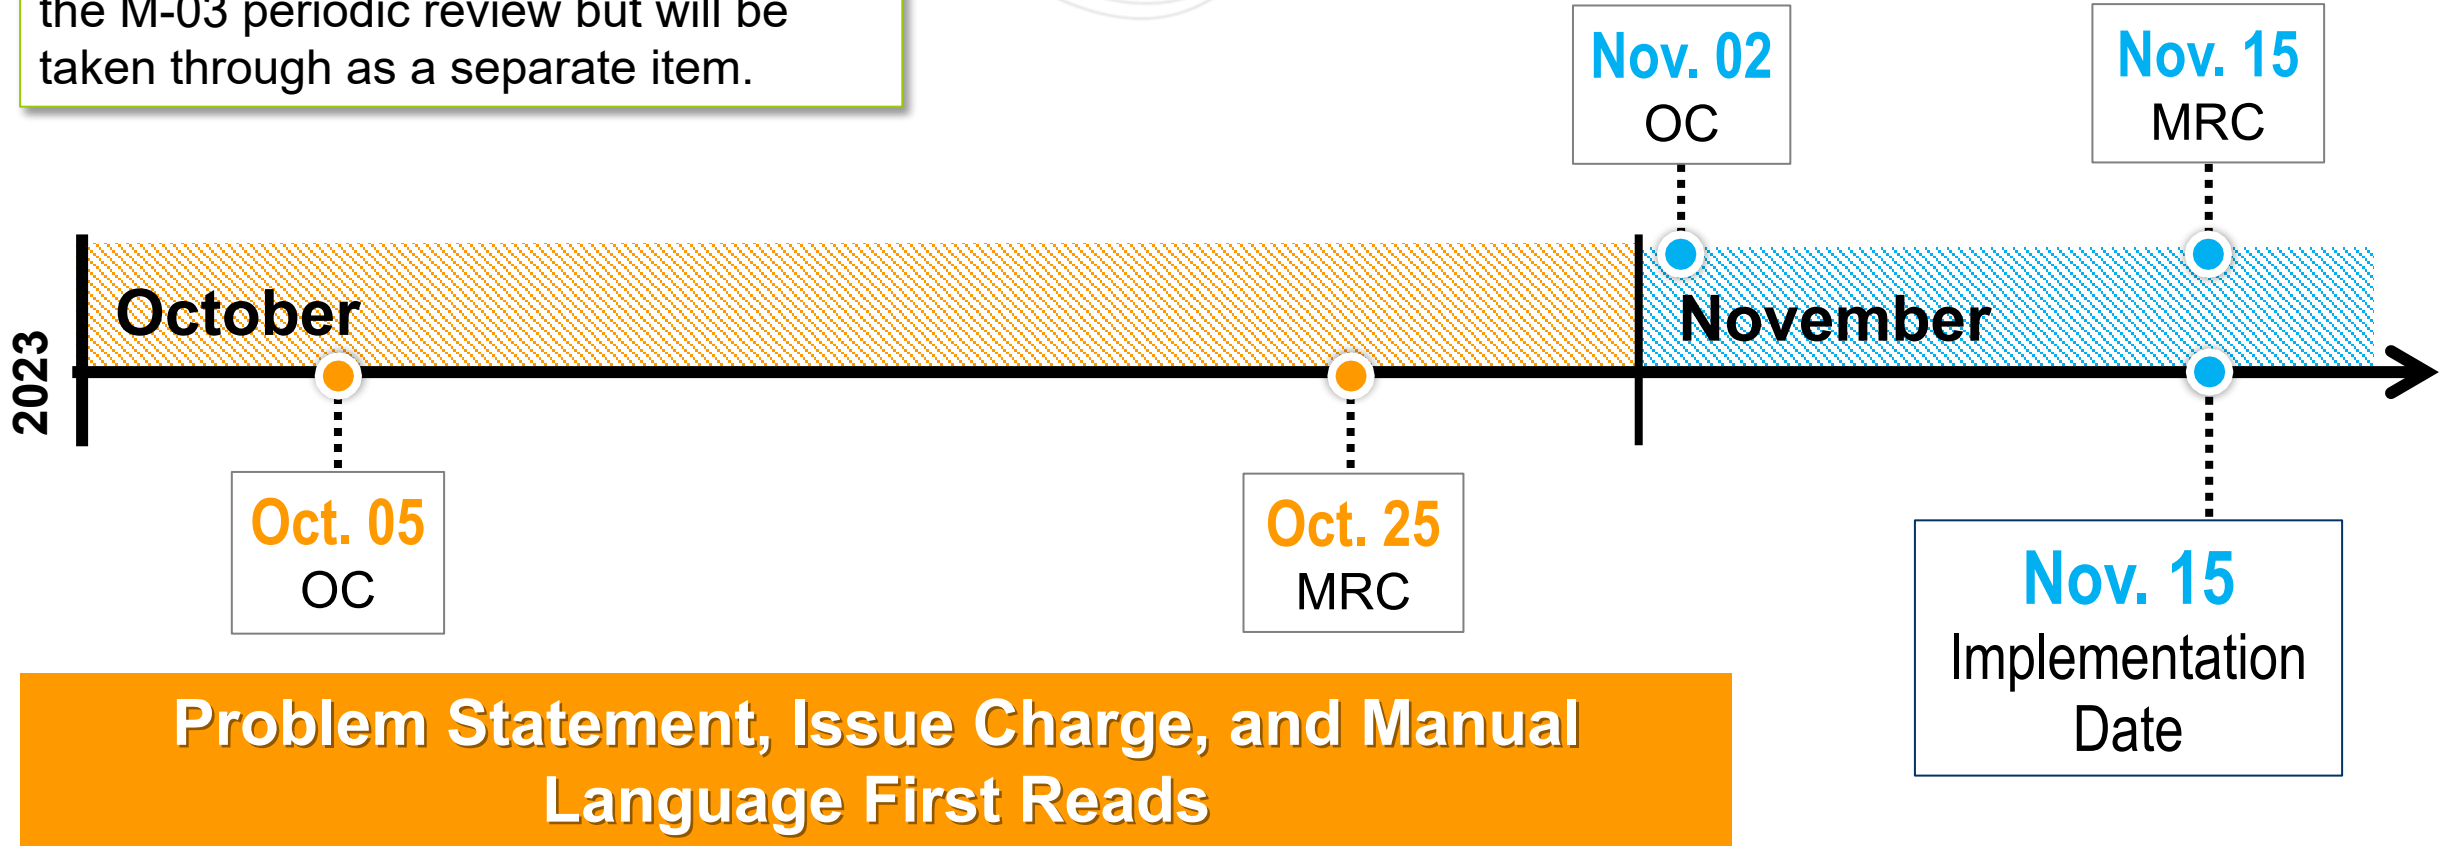 the M-03 periodic review but will be
taken through as a separate item.
Nov. 02
OC
Nov. 15
MRC
2023
October
November
Oct. 05
OC
Oct. 25
MRC
Nov. 15
Implementation
Date
Problem Statement, Issue Charge, and Manual
Language First Reads